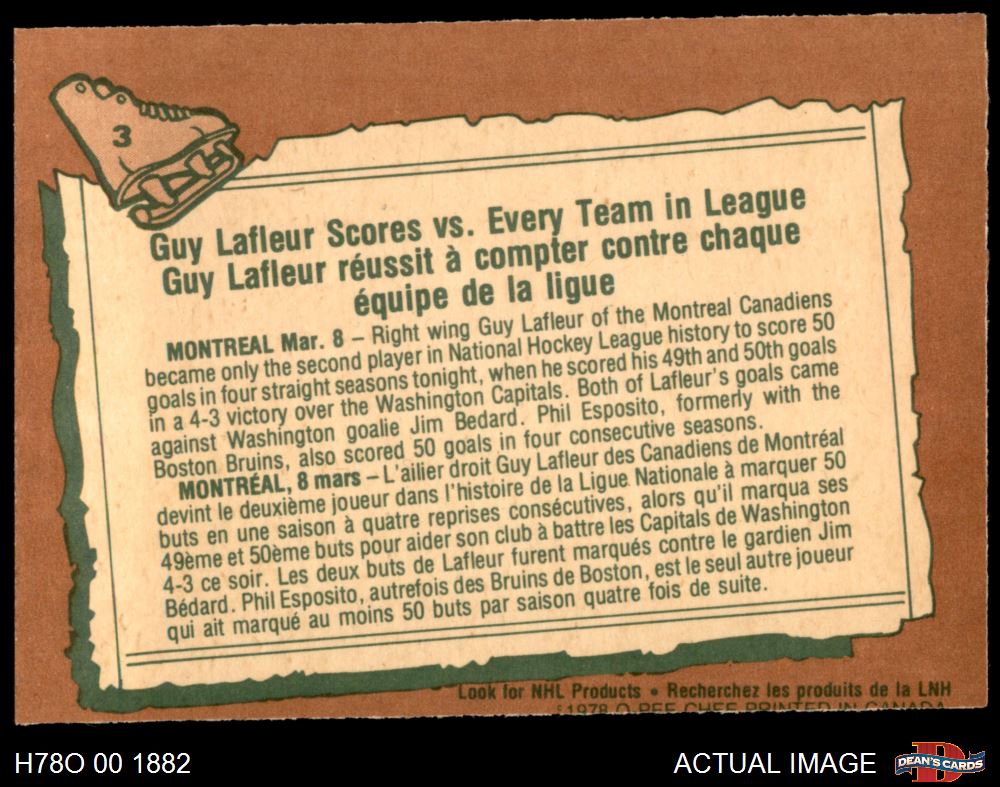 3
Guy Lafleur Scores vs. Every Team in League
Guy Lafleur réussit à compter contre chaque
équipe de la ligue
MONTREAL Mar. 8 – Right wing Guy Lafleur of the Montreal Canadiens
became only the second player in National Hockey League history to score 50
goals in four straight seasons tonight, when he scored his 49th and 50th goals
in a 4-3 victory over the Washington Capitals. Both of Lafleur's goals came
against Washington goalie Jim Bedard. Phil Esposito, formerly with the
Boston Bruins, also scored 50 goals in four consecutive seasons.
MONTRÉAL, 8 mars – L'ailier droit Guy Lafleur des Canadiens de Montréal
devint le deuxième joueur dans l'histoire de la Ligue Nationale à marquer 50
buts en une saison à quatre reprises consécutives, alors qu'il marqua ses
49ème et 50ème buts pour aider son club à battre les Capitals de Washington
4-3 ce soir. Les deux buts de Lafleur furent marqués contre le gardien Jim
Bédard. Phil Esposito, autrefois des Bruins de Boston, est le seul autre joueur
qui ait marqué au moins 50 buts par saison quatre fois de suite.
Look for NHL Products • Recherchez les produits de la LNH
©1978 O-PEE-CHEE PRINTED IN CANADA
H78O 00 1882
ACTUAL IMAGE
DEAN'S CARDS